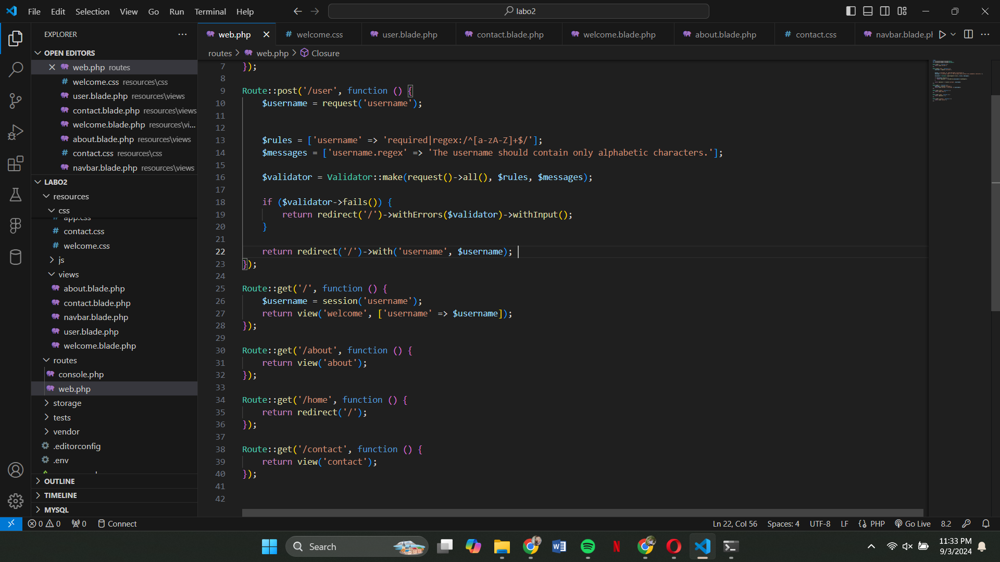 File Edit Selection View Go Run Terminal Help
labo2
EXPLORER
OPEN EDITORS
web.php routes
welcome.css resources\css
user.blade.php resources\views
contact.blade.php resources\views
welcome.blade.php resources\vi...
about.blade.php resources\views
contact.css resources\css
navbar.blade.php resources\views
LABO2
resources
css
app.css
contact.css
welcome.css
js
views
about.blade.php
contact.blade.php
navbar.blade.php
user.blade.php
welcome.blade.php
routes
console.php
web.php
storage
tests
vendor
.editorconfig
.env
OUTLINE
TIMELINE
MYSQL
web.php welcome.css user.blade.php contact.blade.php welcome.blade.php about.blade.php contact.css navbar.blade.pl
routes > web.php > Closure
7 });
8
9 Route::post('/user', function () {
10 $username = request('username');
11
12
13 $rules = ['username' => 'required|regex:/^[a-zA-Z]+$/'];
14 $messages = ['username.regex' => 'The username should contain only alphabetic characters.'];
15
16 $validator = Validator::make(request()->all(), $rules, $messages);
17
18 if ($validator->fails()) {
19 return redirect('/')->withErrors($validator)->withInput();
20 }
21
22 return redirect('/')->with('username', $username);
23 });
24
25 Route::get('/', function () {
26 $username = session('username');
27 return view('welcome', ['username' => $username]);
28 });
29
30 Route::get('/about', function () {
31 return view('about');
32 });
33
34 Route::get('/home', function () {
35 return redirect('/');
36 });
37
38 Route::get('/contact', function () {
39 return view('contact');
40 });
41
42
0 0 0 Connect
Ln 22, Col 56 Spaces: 4 UTF-8 LF PHP Go Live 8.2
Search
11:33 PM
9/3/2024